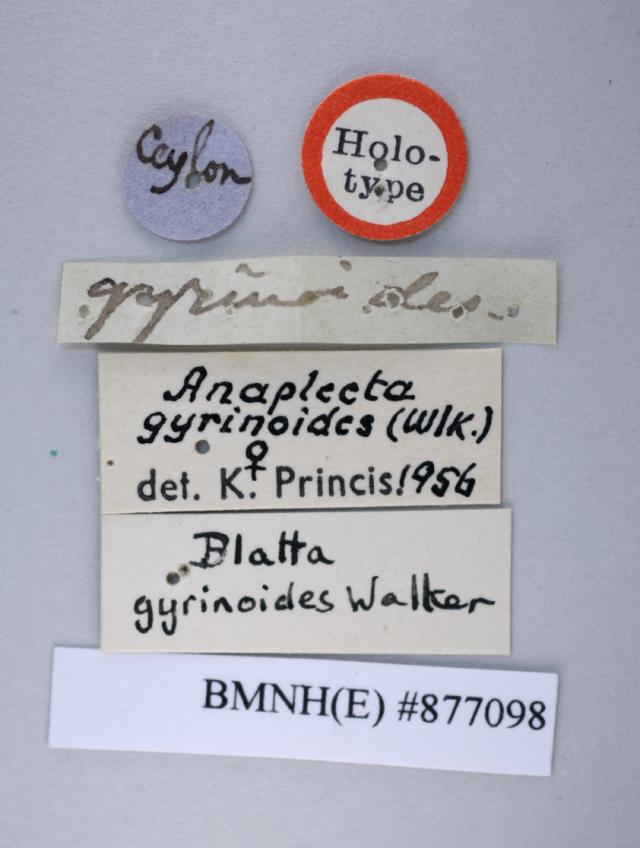 Ceylon
Holo-
type
gyrinoides.
Anaplecta
gyrinoides (Wlk.)
♀
det. K. Princis!1956
Blatta
gyrinoides Walker
BMNH(E) #877098